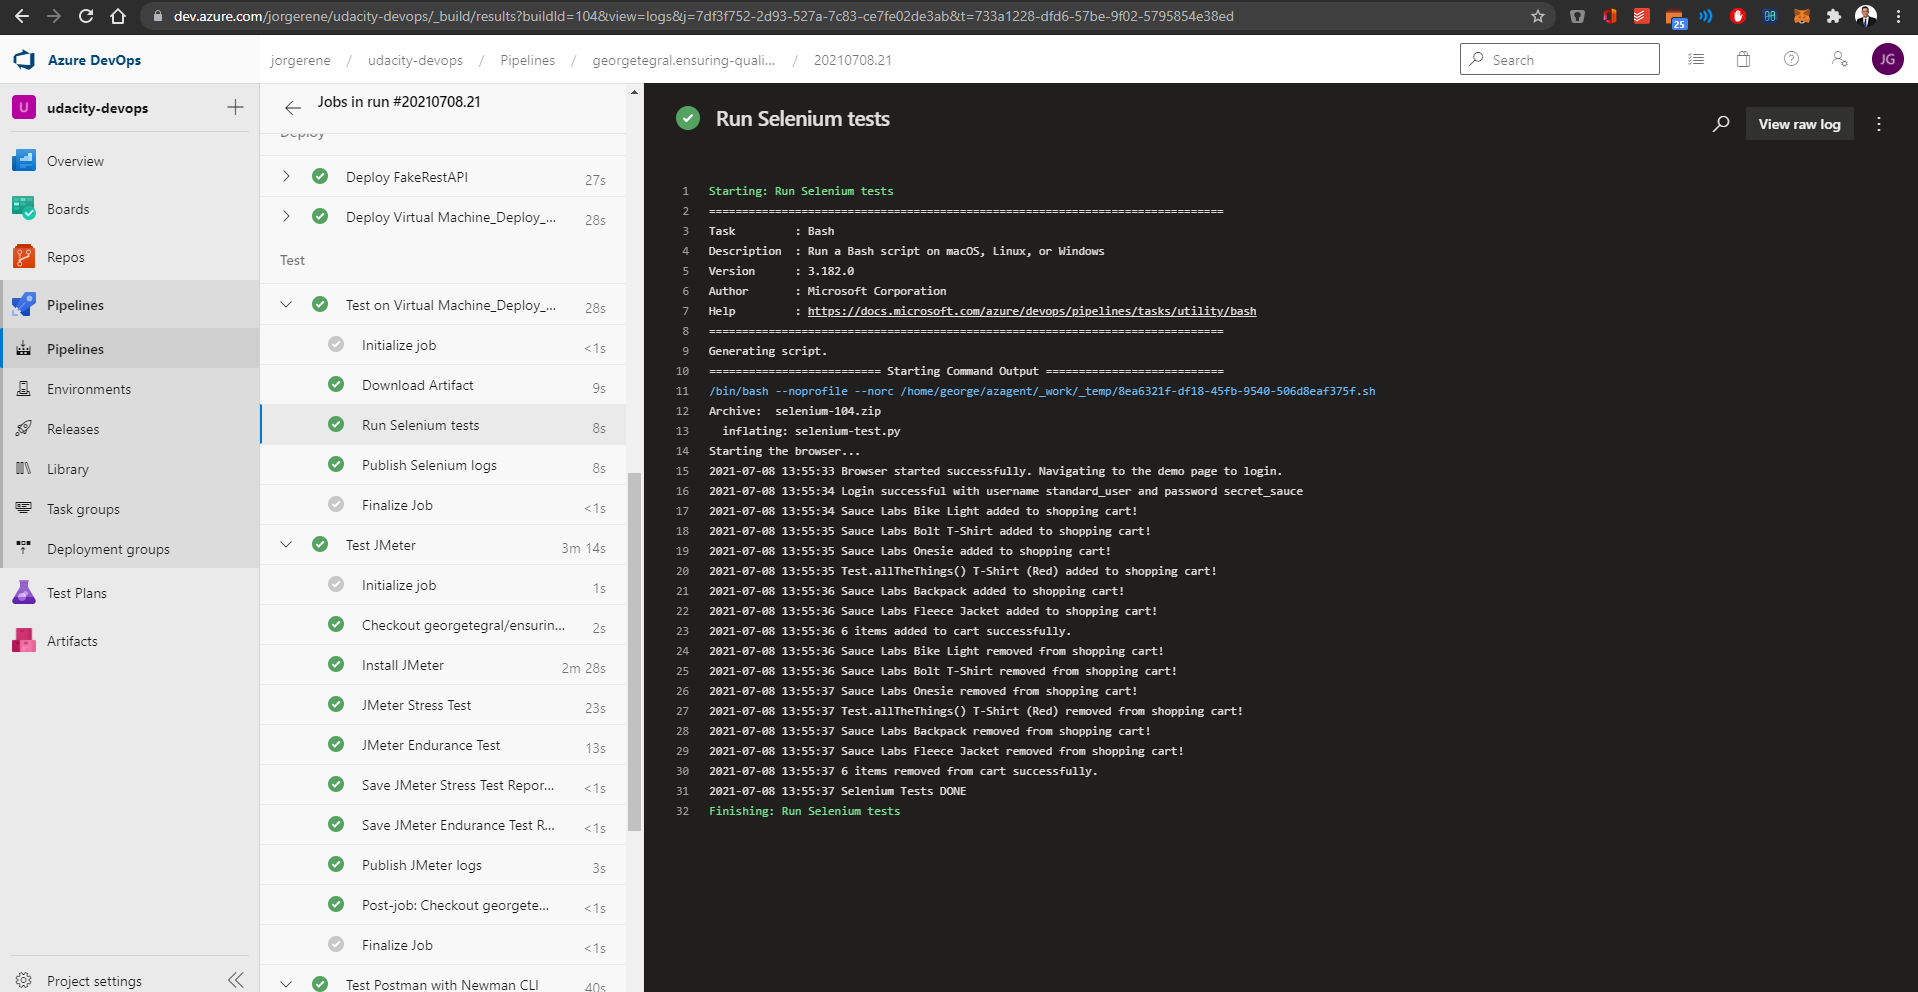 dev.azure.com/jorgerene/udacity-devops/_build/results?buildId=104&view=logs&j=7df3f752-2d93-527a-7c83-ce7fe02de3ab&t=733a1228-dfd6-57be-9f02-5795854e38ed
25
Azure DevOps
jorgerene / udacity-devops / Pipelines / georgetegral.ensuring-quali... / 20210708.21
Search
JG
U udacity-devops
Overview
Boards
Repos
Pipelines
Pipelines
Environments
Releases
Library
Task groups
Deployment groups
Test Plans
Artifacts
Project settings
Jobs in run #20210708.21
Deploy
Deploy FakeRestAPI 27s
Deploy Virtual Machine_Deploy_... 28s
Test
Test on Virtual Machine_Deploy_... 28s
Initialize job <1s
Download Artifact 9s
Run Selenium tests 8s
Publish Selenium logs 8s
Finalize Job <1s
Test JMeter 3m 14s
Initialize job 1s
Checkout georgetegral/ensurin... 2s
Install JMeter 2m 28s
JMeter Stress Test 23s
JMeter Endurance Test 13s
Save JMeter Stress Test Repor... <1s
Save JMeter Endurance Test R... <1s
Publish JMeter logs 3s
Post-job: Checkout georgete... <1s
Finalize Job <1s
Test Postman with Newman CLI 40s
Run Selenium tests
View raw log
1 Starting: Run Selenium tests
2 ==============================================================================
3 Task         : Bash
4 Description  : Run a Bash script on macOS, Linux, or Windows
5 Version      : 3.182.0
6 Author       : Microsoft Corporation
7 Help         : https://docs.microsoft.com/azure/devops/pipelines/tasks/utility/bash
8 ==============================================================================
9 Generating script.
10 ========================== Starting Command Output ===========================
11 /bin/bash --noprofile --norc /home/george/azagent/_work/_temp/8ea6321f-df18-45fb-9540-506d8eaf375f.sh
12 Archive:  selenium-104.zip
13   inflating: selenium-test.py
14 Starting the browser...
15 2021-07-08 13:55:33 Browser started successfully. Navigating to the demo page to login.
16 2021-07-08 13:55:34 Login successful with username standard_user and password secret_sauce
17 2021-07-08 13:55:34 Sauce Labs Bike Light added to shopping cart!
18 2021-07-08 13:55:35 Sauce Labs Bolt T-Shirt added to shopping cart!
19 2021-07-08 13:55:35 Sauce Labs Onesie added to shopping cart!
20 2021-07-08 13:55:35 Test.allTheThings() T-Shirt (Red) added to shopping cart!
21 2021-07-08 13:55:36 Sauce Labs Backpack added to shopping cart!
22 2021-07-08 13:55:36 Sauce Labs Fleece Jacket added to shopping cart!
23 2021-07-08 13:55:36 6 items added to cart successfully.
24 2021-07-08 13:55:36 Sauce Labs Bike Light removed from shopping cart!
25 2021-07-08 13:55:36 Sauce Labs Bolt T-Shirt removed from shopping cart!
26 2021-07-08 13:55:37 Sauce Labs Onesie removed from shopping cart!
27 2021-07-08 13:55:37 Test.allTheThings() T-Shirt (Red) removed from shopping cart!
28 2021-07-08 13:55:37 Sauce Labs Backpack removed from shopping cart!
29 2021-07-08 13:55:37 Sauce Labs Fleece Jacket removed from shopping cart!
30 2021-07-08 13:55:37 6 items removed from cart successfully.
31 2021-07-08 13:55:37 Selenium Tests DONE
32 Finishing: Run Selenium tests